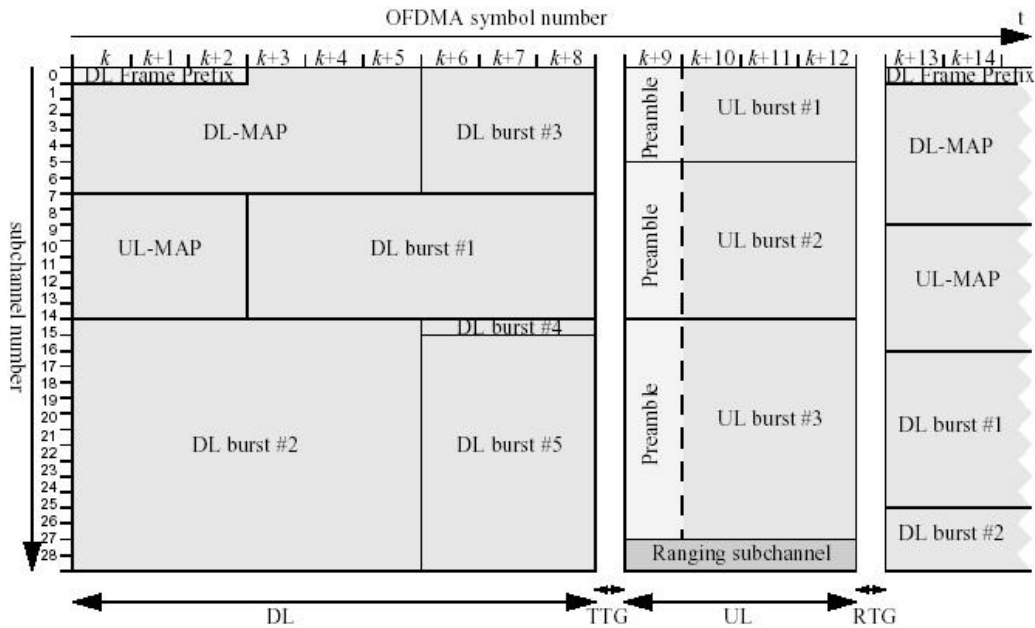 OFDMA symbol number t
k k+1 k+2 k+3 k+4 k+5 k+6 k+7 k+8 k+9 k+10 k+11 k+12 k+13 k+14
subchannel number
0
1
2
3
4
5
6
7
8
9
10
11
12
13
14
15
16
17
18
19
20
21
22
23
24
25
26
27
28
DL Frame Prefix
DL-MAP
DL burst #3
UL-MAP
DL burst #1
DL burst #4
DL burst #2
DL burst #5
Preamble
UL burst #1
Preamble
UL burst #2
Preamble
UL burst #3
Ranging subchannel
DL Frame Prefix
DL-MAP
UL-MAP
DL burst #1
DL burst #2
DL TTG UL RTG